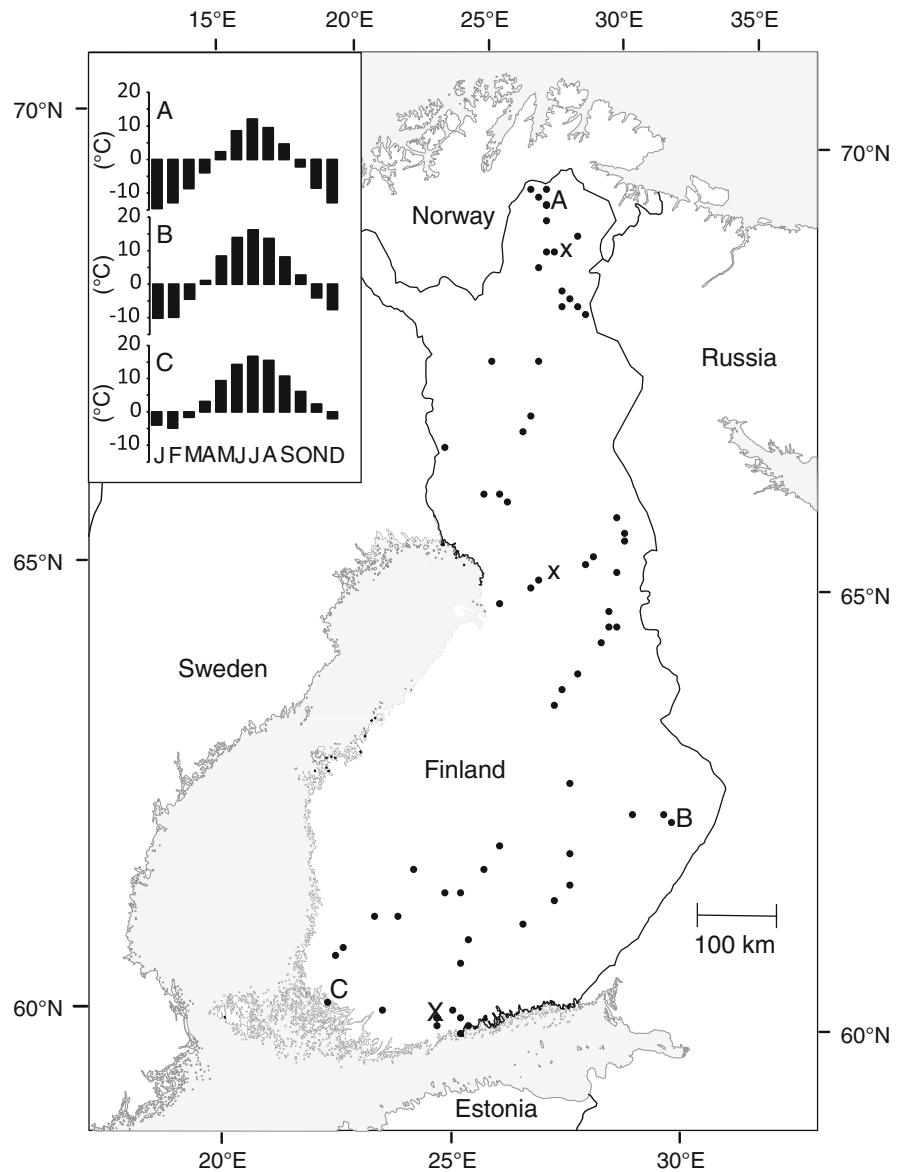 15°E 20°E 25°E 30°E 35°E
70°N
70°N
20
10
0
-10
(°C)
A
20
10
0
-10
(°C)
B
20
10
0
-10
(°C)
C
J F M A M J J A S O N D
Norway
A
x
Russia
65°N
x
65°N
Sweden
Finland
B
100 km
C
X
60°N
60°N
Estonia
20°E 25°E 30°E